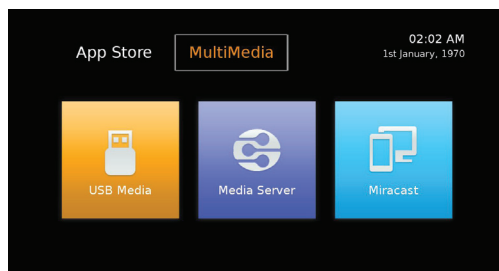 App Store
MultiMedia
02:02 AM
1st January, 1970
USB Media
Media Server
Miracast